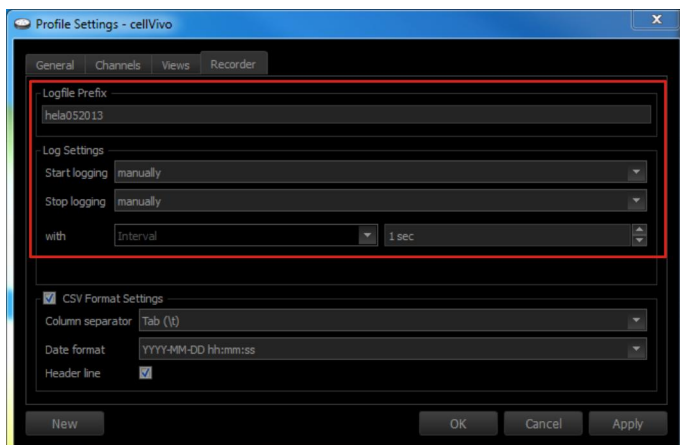 Profile Settings - cellVivo
X
General Channels Views Recorder
Logfile Prefix
hela052013
Log Settings
Start logging manually
Stop logging manually
with Interval 1 sec
CSV Format Settings
Column separator Tab (\t)
Date format YYYY-MM-DD hh:mm:ss
Header line
New OK Cancel Apply